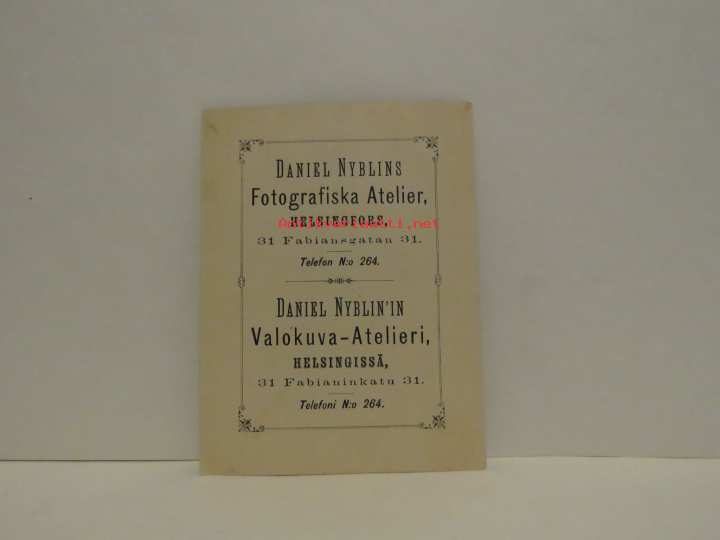 DANIEL NYBLINS
Fotografiska Atelier,
HELSINGFORS,
31 Fabiansgatan 31.
Telefon N:o 264.
DANIEL NYBLIN'IN
Valokuva-Atelieri,
HELSINGISSÄ,
31 Fabianinkatu 31.
Telefoni N:o 264.